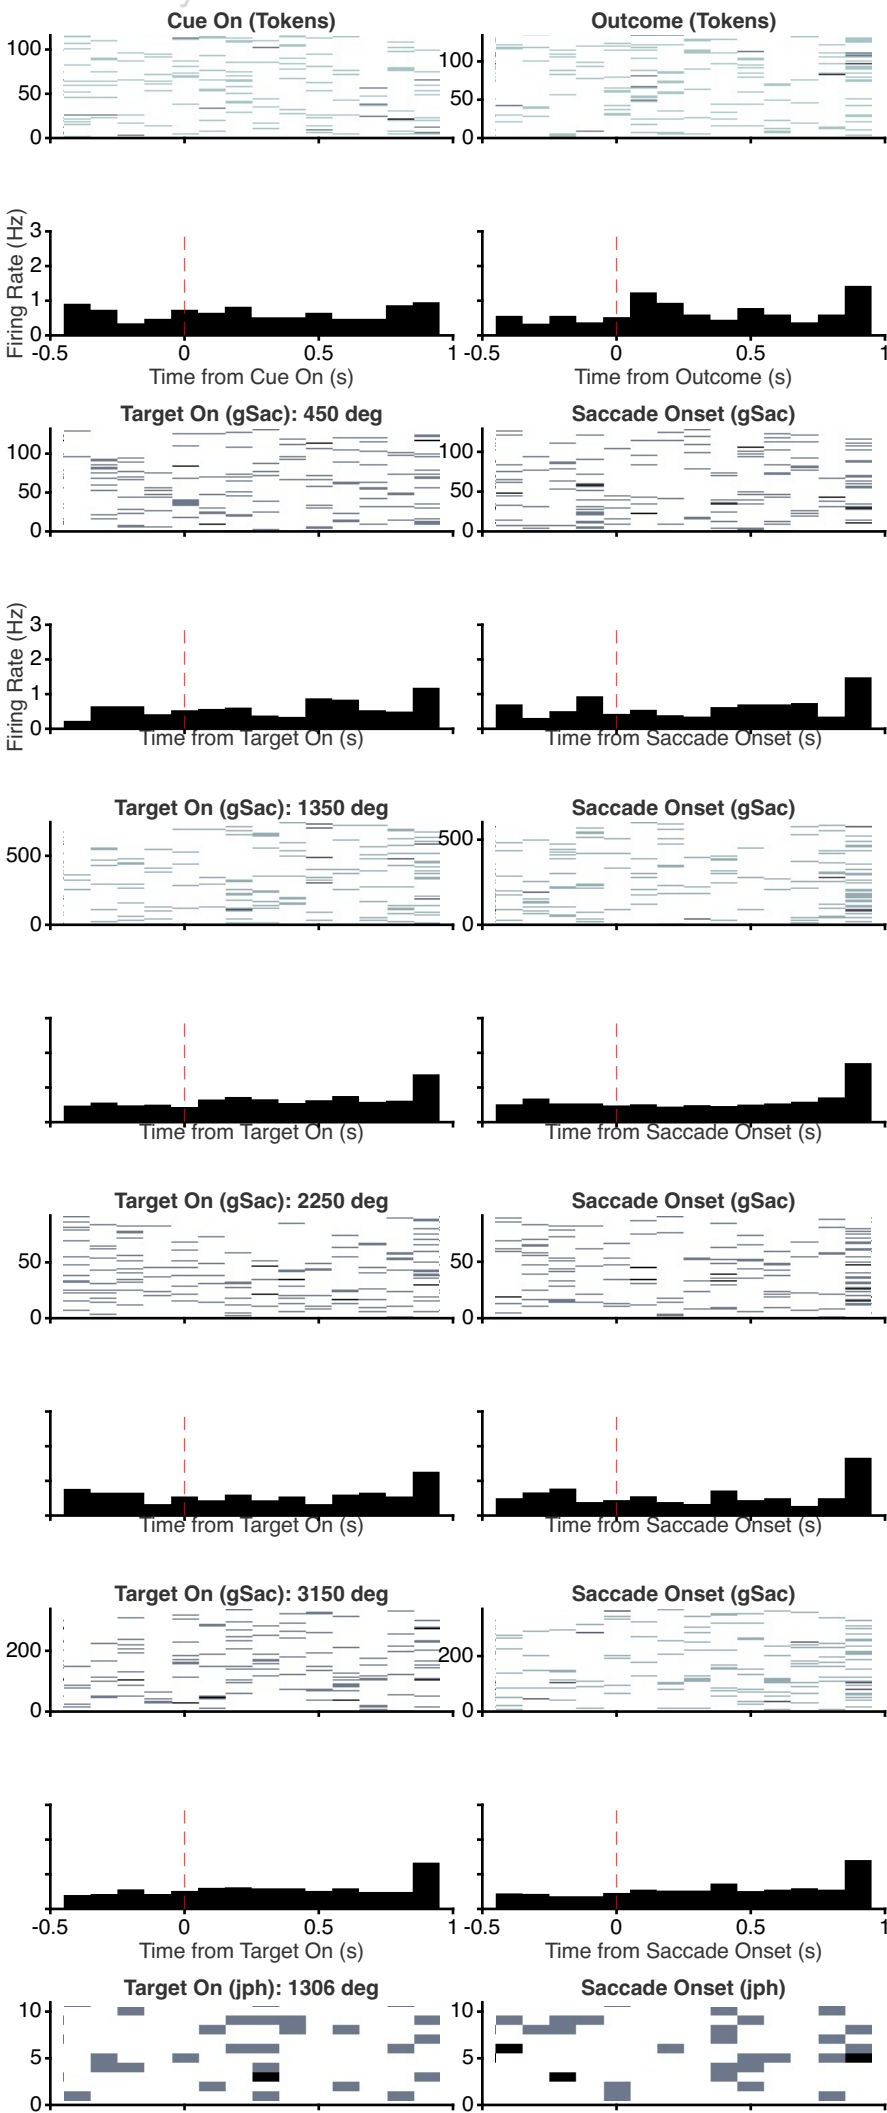 Cue On (Tokens)
Outcome (Tokens)
100
50
0
100
50
0
Firing Rate (Hz)
3
2
1
0
-0.5 0 0.5 1
-0.5 0 0.5 1
Time from Cue On (s)
Time from Outcome (s)
Target On (gSac): 450 deg
Saccade Onset (gSac)
100
50
0
100
50
0
Firing Rate (Hz)
3
2
1
0
Time from Target On (s)
Time from Saccade Onset (s)
Target On (gSac): 1350 deg
Saccade Onset (gSac)
500
0
500
0
Time from Target On (s)
Time from Saccade Onset (s)
Target On (gSac): 2250 deg
Saccade Onset (gSac)
50
0
50
0
Time from Target On (s)
Time from Saccade Onset (s)
Target On (gSac): 3150 deg
Saccade Onset (gSac)
200
0
200
0
-0.5 0 0.5 1
-0.5 0 0.5 1
Time from Target On (s)
Time from Saccade Onset (s)
Target On (jph): 1306 deg
Saccade Onset (jph)
10
5
0
10
5
0